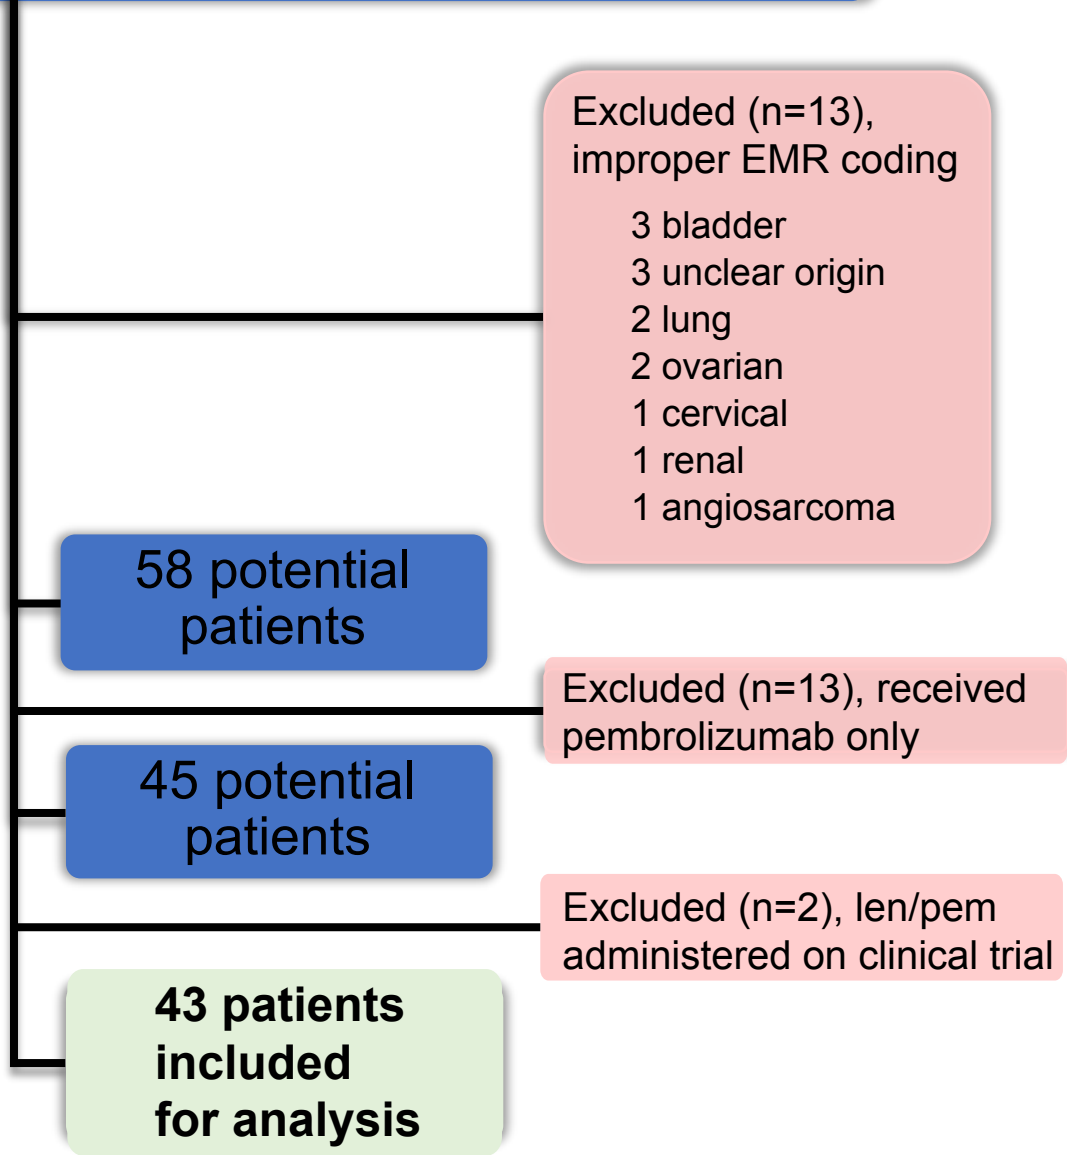 Excluded (n=13),
improper EMR coding
3 bladder
3 unclear origin
2 lung
2 ovarian
1 cervical
1 renal
1 angiosarcoma
58 potential
patients
Excluded (n=13), received
pembrolizumab only
45 potential
patients
Excluded (n=2), len/pem
administered on clinical trial
43 patients
included
for analysis